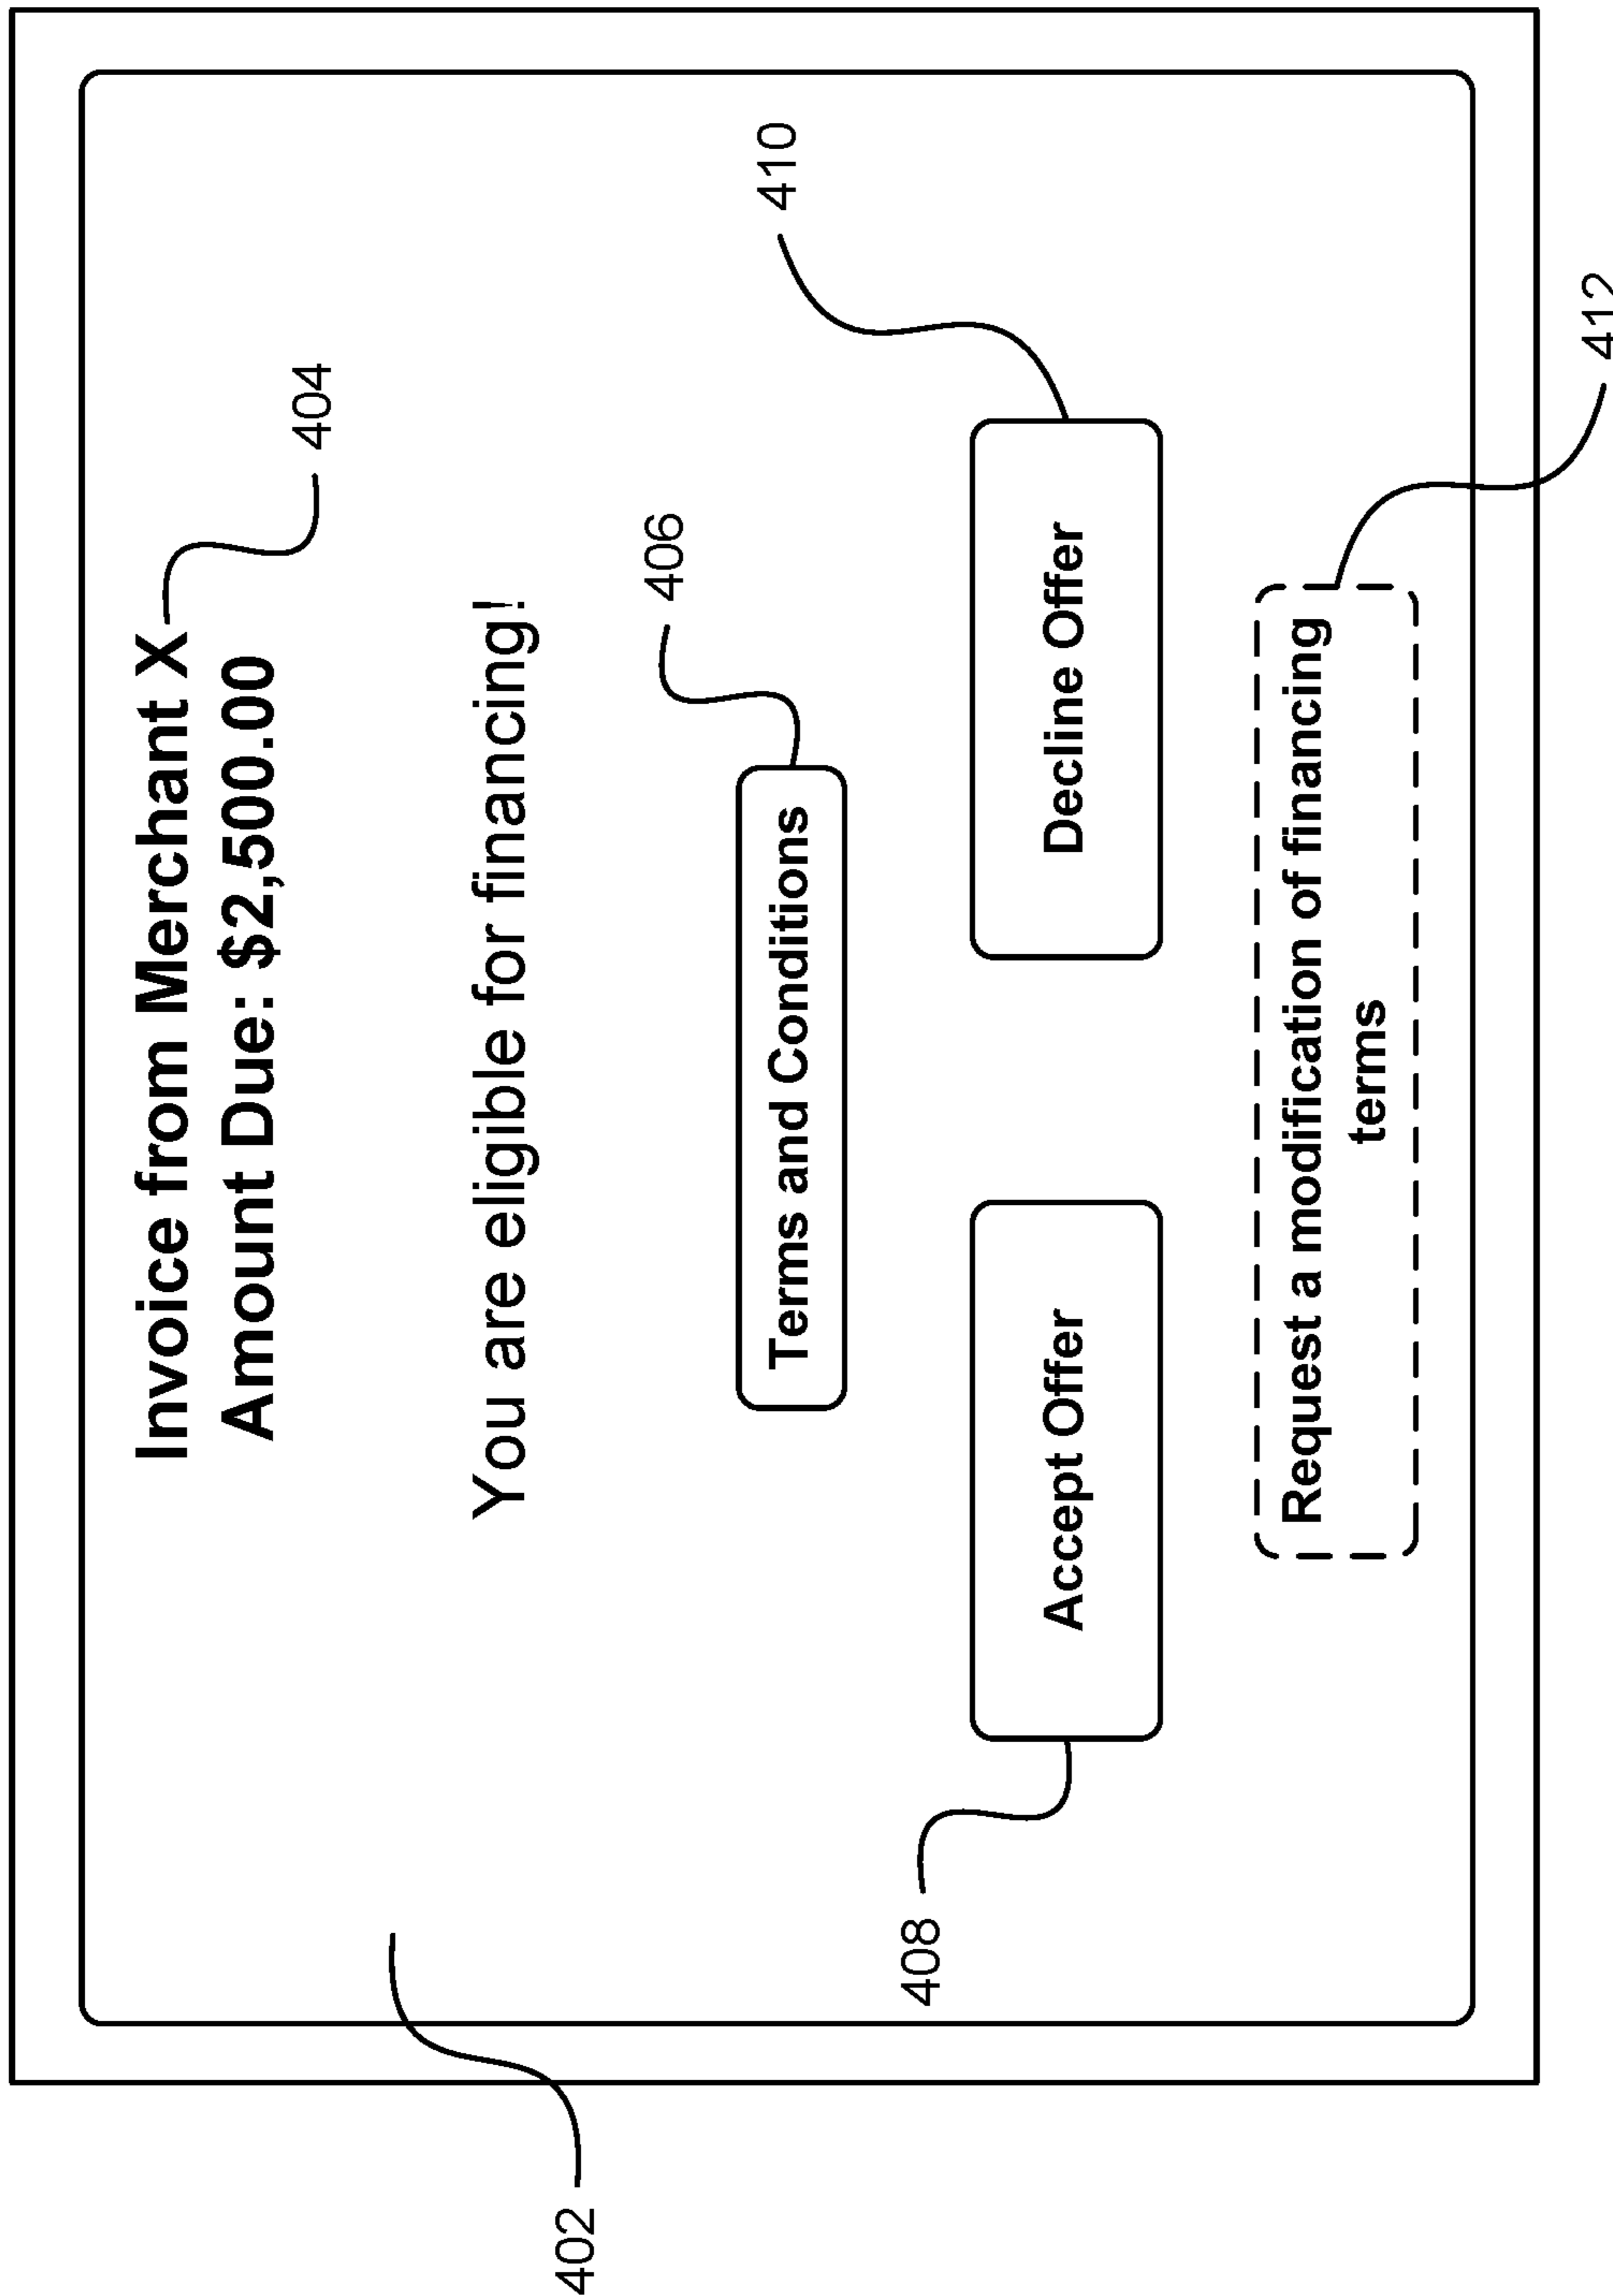 Invoice from Merchant X
404
Amount Due: $2,500.00
You are eligible for financing!
402
406
Terms and Conditions
410
408
Accept Offer
Decline Offer
Request a modification of financing
terms
412